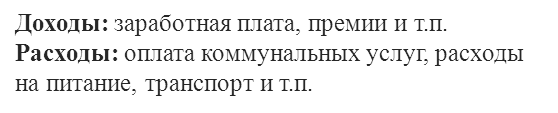 Доходы: заработная плата, премии и т.п.
Расходы: оплата коммунальных услуг, расходы
на питание, транспорт и т.п.